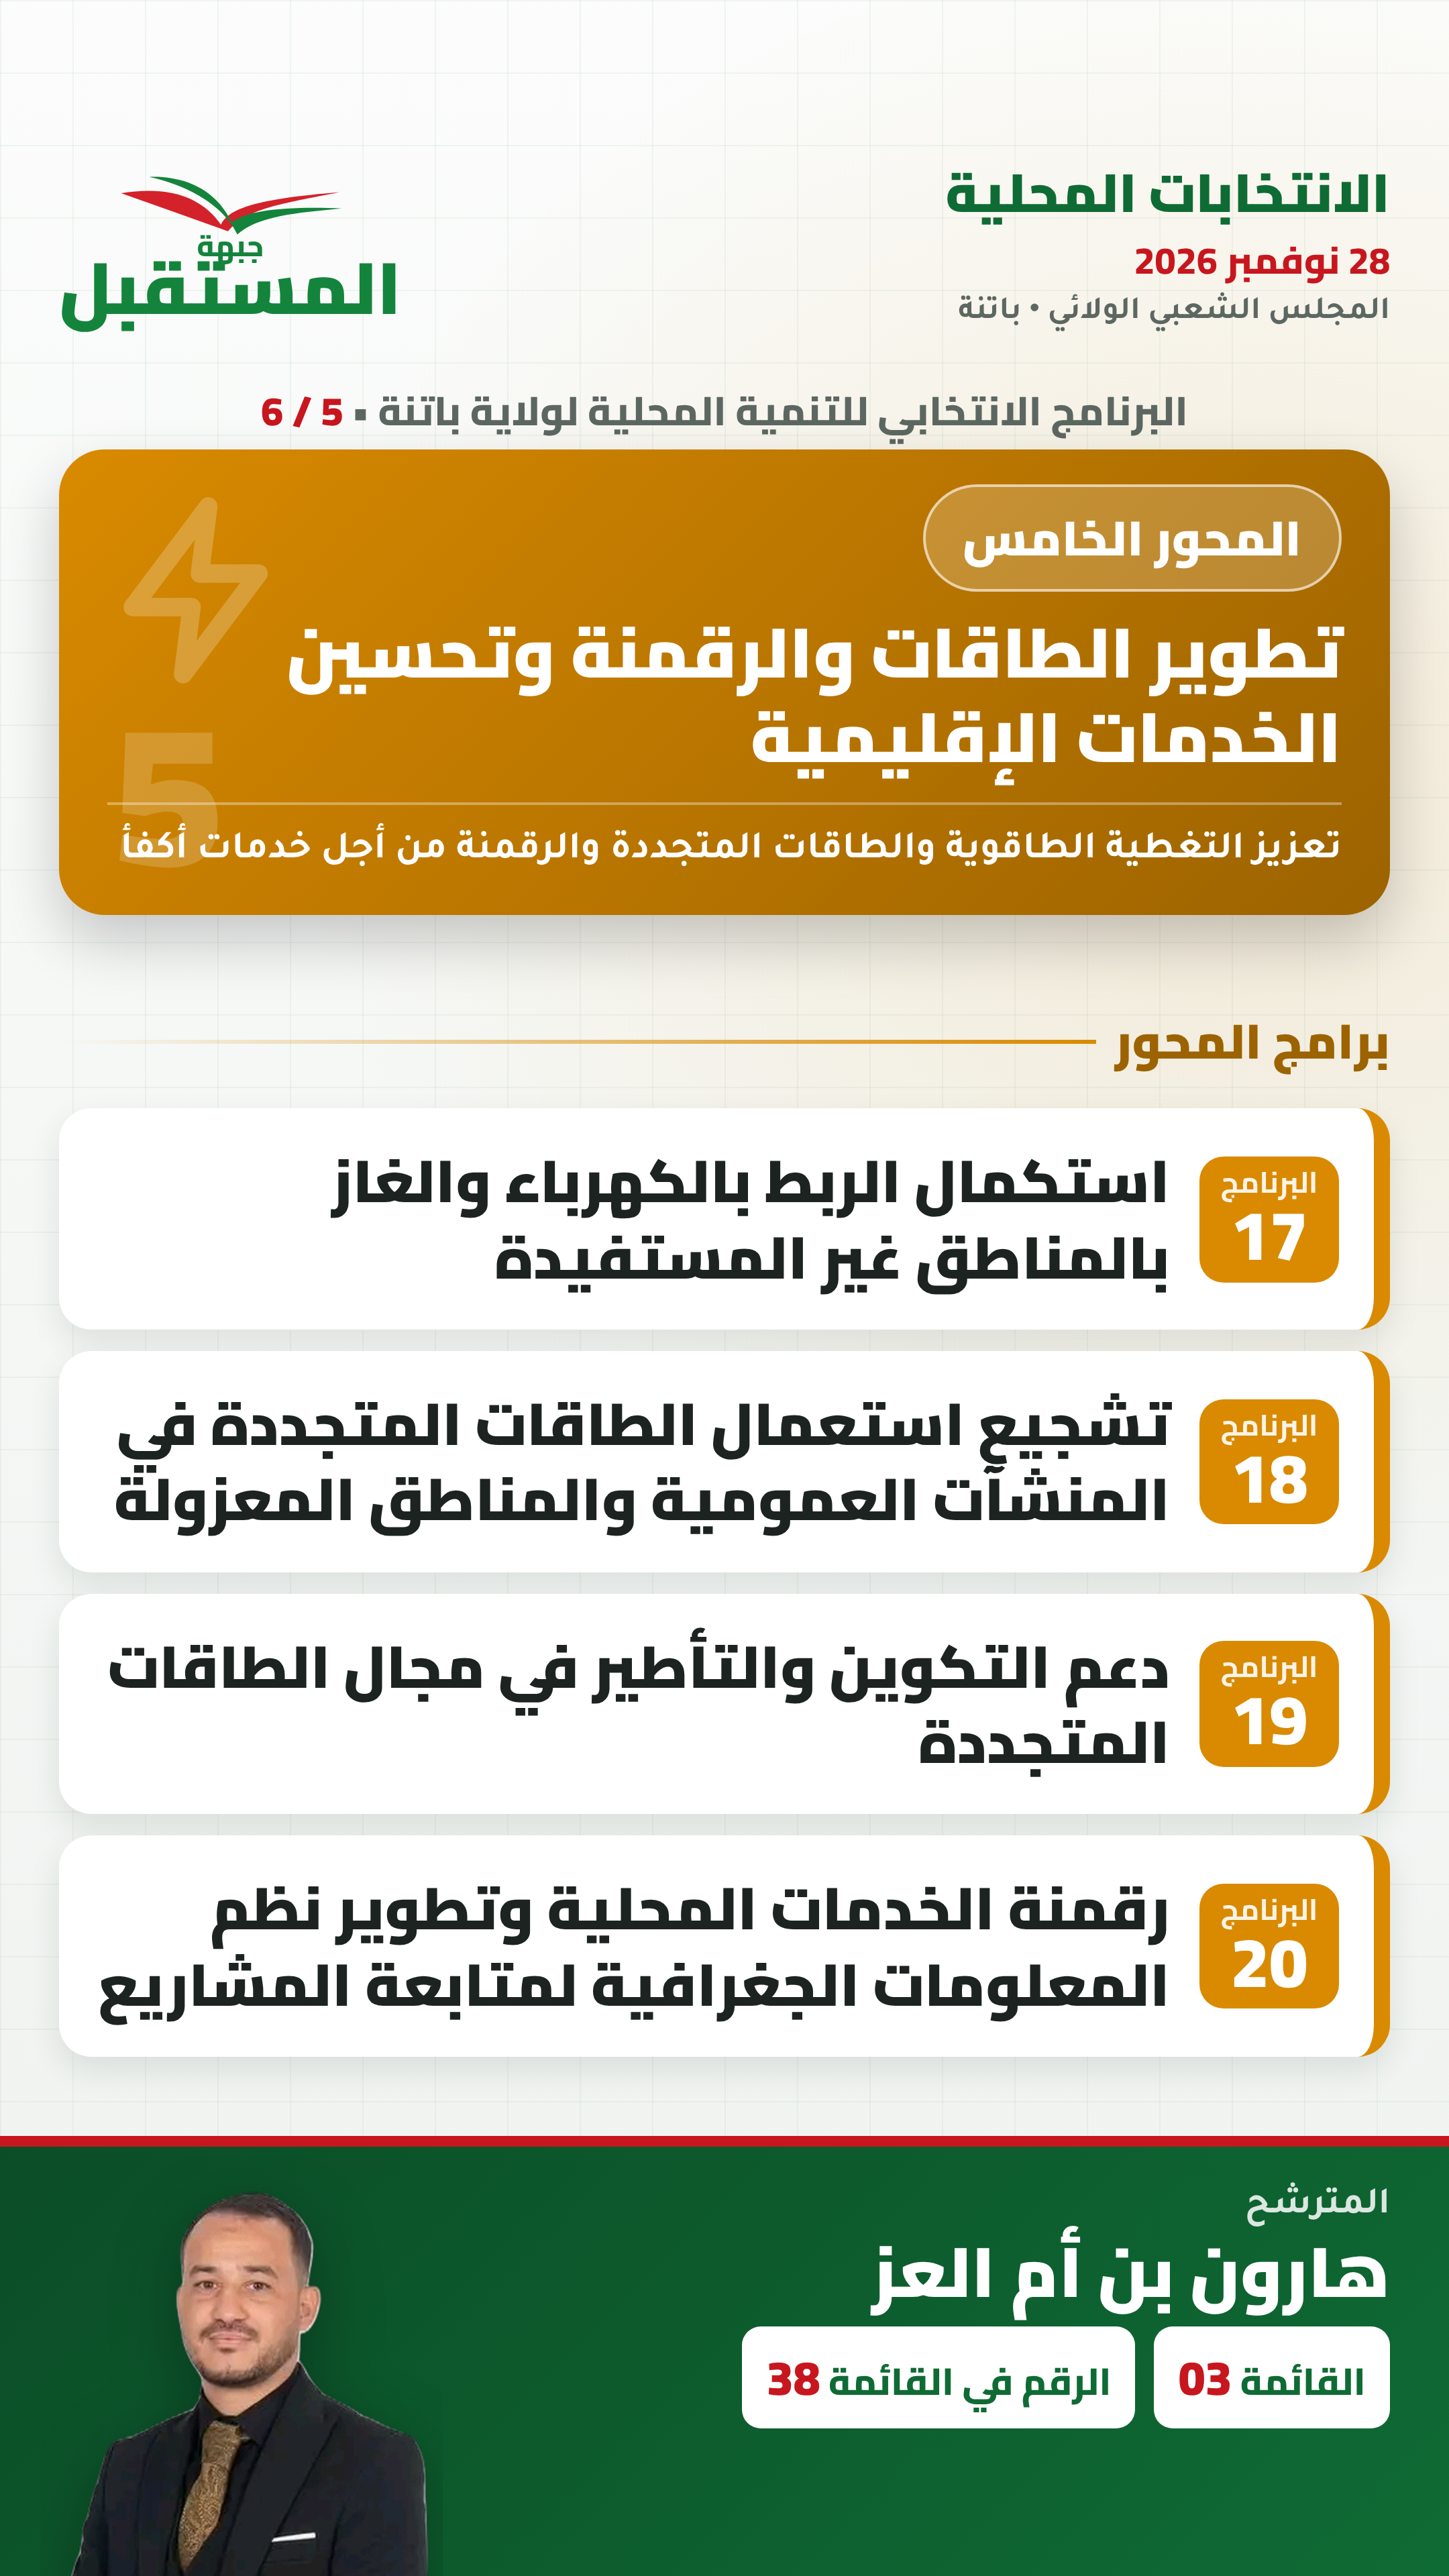 الانتخابات المحلية
28 نوفمبر 2026
المجلس الشعبي الولائي • باتنة
جبهة
المستقبل
البرنامج الانتخابي للتنمية المحلية لولاية باتنة ▪ 5 / 6
المحور الخامس
تطوير الطاقات والرقمنة وتحسين
الخدمات الإقليمية
5
تعزيز التغطية الطاقوية والطاقات المتجددة والرقمنة من أجل خدمات أكفأ
برامج المحور
البرنامج
17
استكمال الربط بالكهرباء والغاز
بالمناطق غير المستفيدة
البرنامج
18
تشجيع استعمال الطاقات المتجددة في
المنشآت العمومية والمناطق المعزولة
البرنامج
19
دعم التكوين والتأطير في مجال الطاقات
المتجددة
البرنامج
20
رقمنة الخدمات المحلية وتطوير نظم
المعلومات الجغرافية لمتابعة المشاريع
المترشح
هارون بن أم العز
القائمة 03
الرقم في القائمة 38